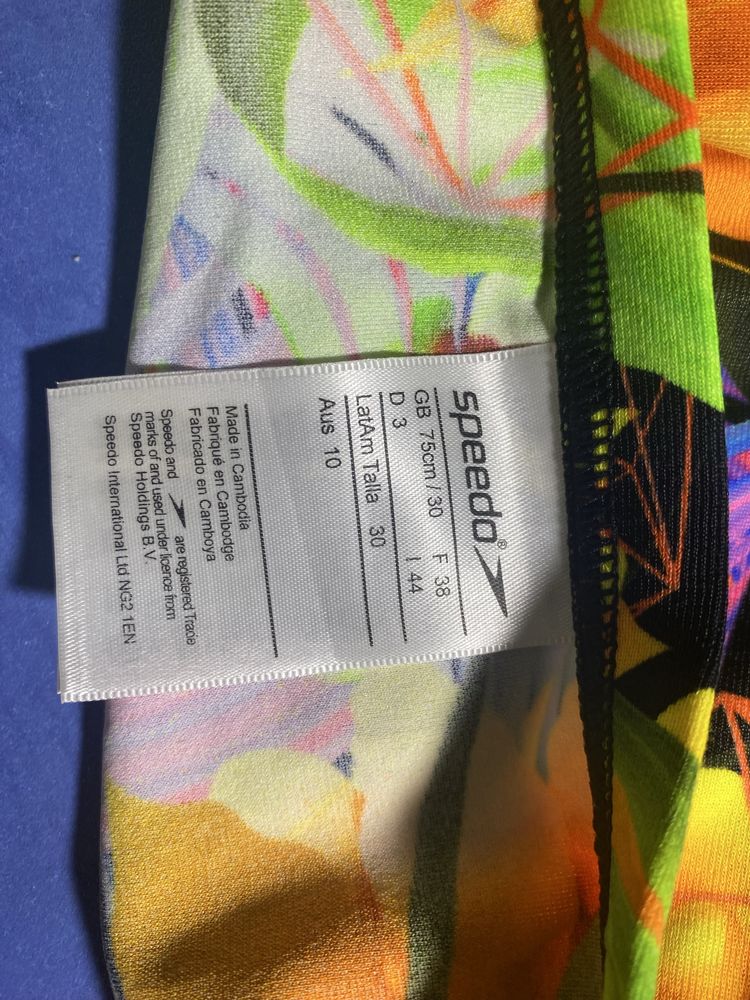 speedo®
GB 75cm / 30 F 38
D 3 I 44
LatAm Talla 30
Aus 10
Made in Cambodia
Fabriqué en Cambodge
Fabricado en Camboya
Speedo and are registered Trade
marks of and used under licence from
Speedo Holdings B.V.
Speedo International Ltd NG2 1EN